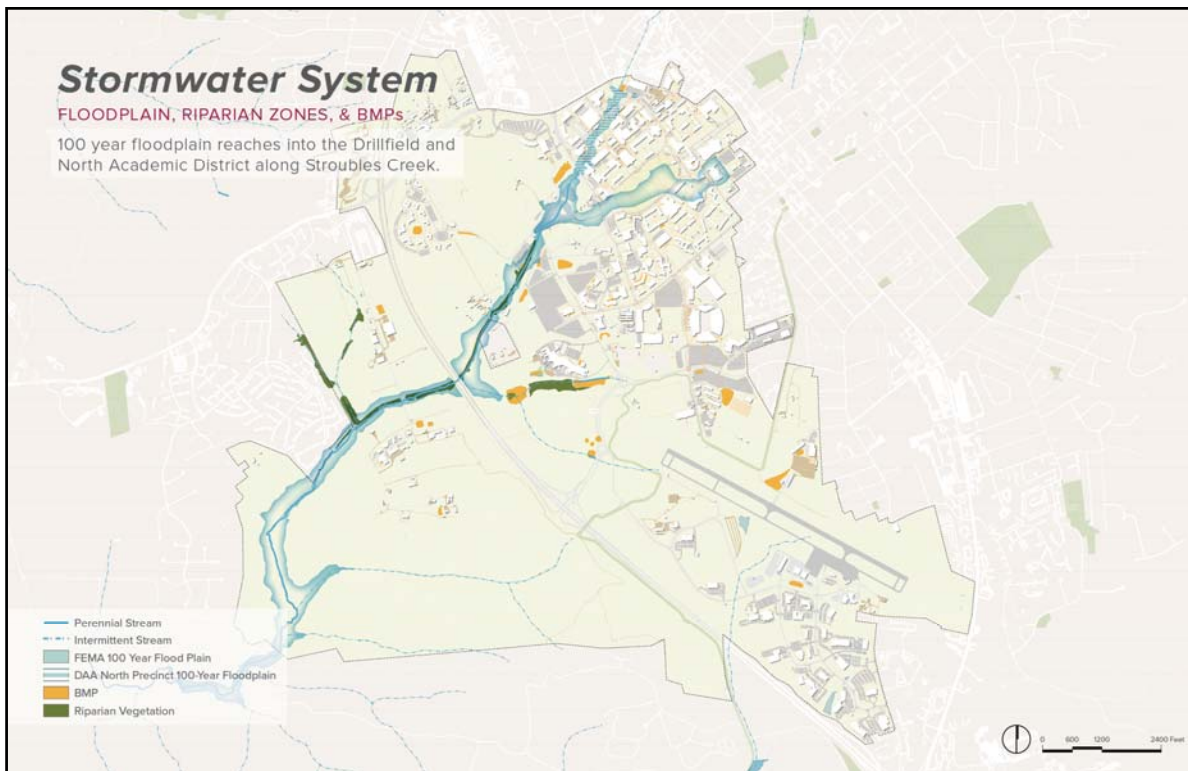 Stormwater System
FLOODPLAIN, RIPARIAN ZONES, & BMPs
100 year floodplain reaches into the Drillfield and
North Academic District along Stroubles Creek.
Perennial Stream
Intermittent Stream
FEMA 100 Year Flood Plain
DAA North Precinct 100-Year Floodplain
BMP
Riparian Vegetation
0 600 1200 2400 Feet